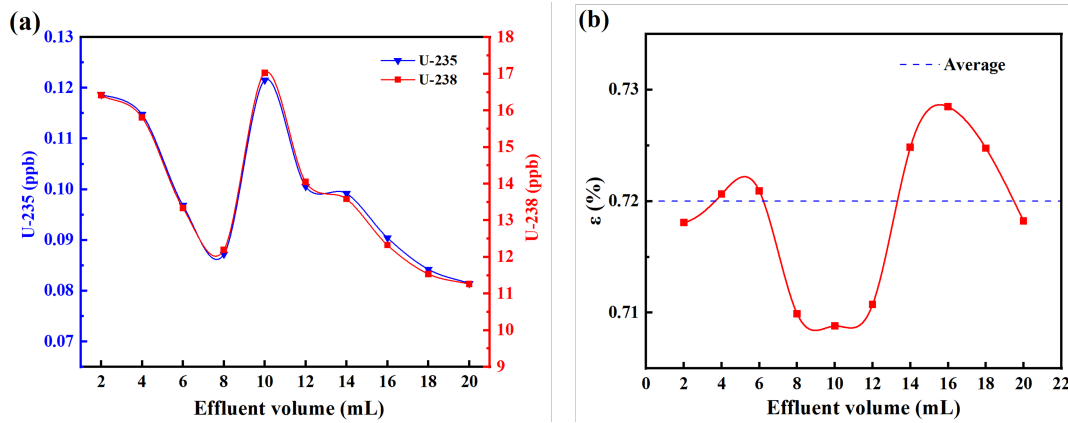 (a)
U-235 (ppb)
0.13
0.12
0.11
0.10
0.09
0.08
0.07
U-235
U-238
18
17
16
15
14
13
12
11
10
9
U-238 (ppb)
2 4 6 8 10 12 14 16 18 20
Effluent volume (mL)
(b)
ε (%)
0.73
0.72
0.71
Average
0 2 4 6 8 10 12 14 16 18 20 22
Effluent volume (mL)